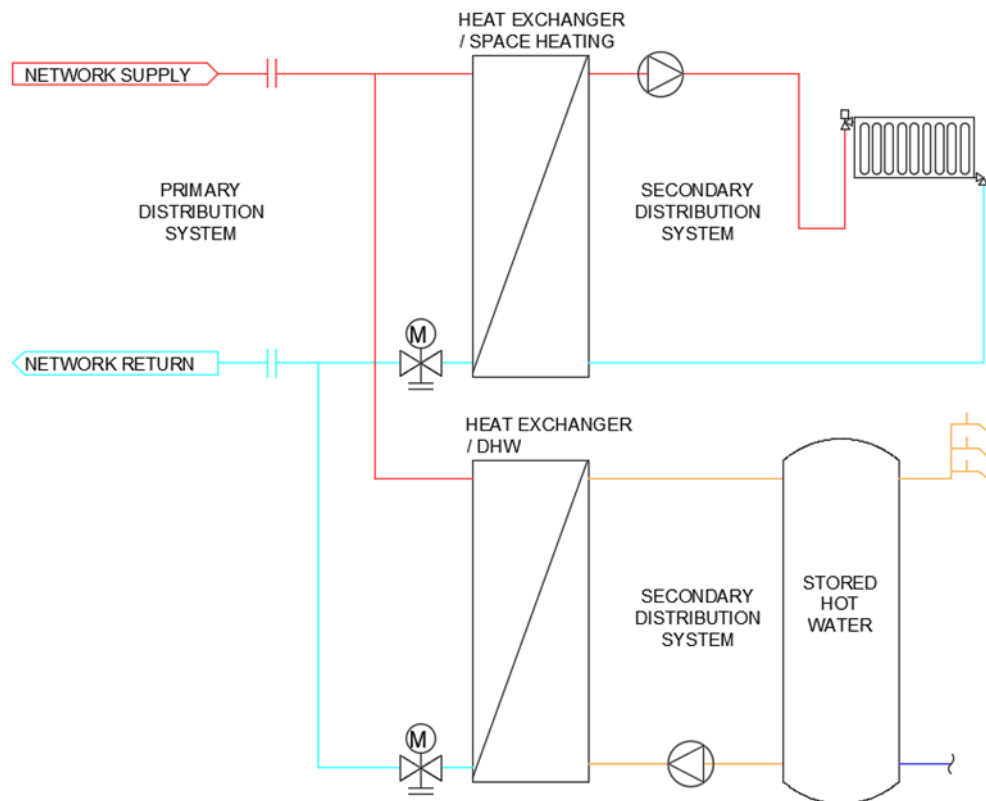 HEAT EXCHANGER
/ SPACE HEATING
NETWORK SUPPLY
PRIMARY
DISTRIBUTION
SYSTEM
SECONDARY
DISTRIBUTION
SYSTEM
M
NETWORK RETURN
HEAT EXCHANGER
/ DHW
SECONDARY
DISTRIBUTION
SYSTEM
STORED
HOT
WATER
M